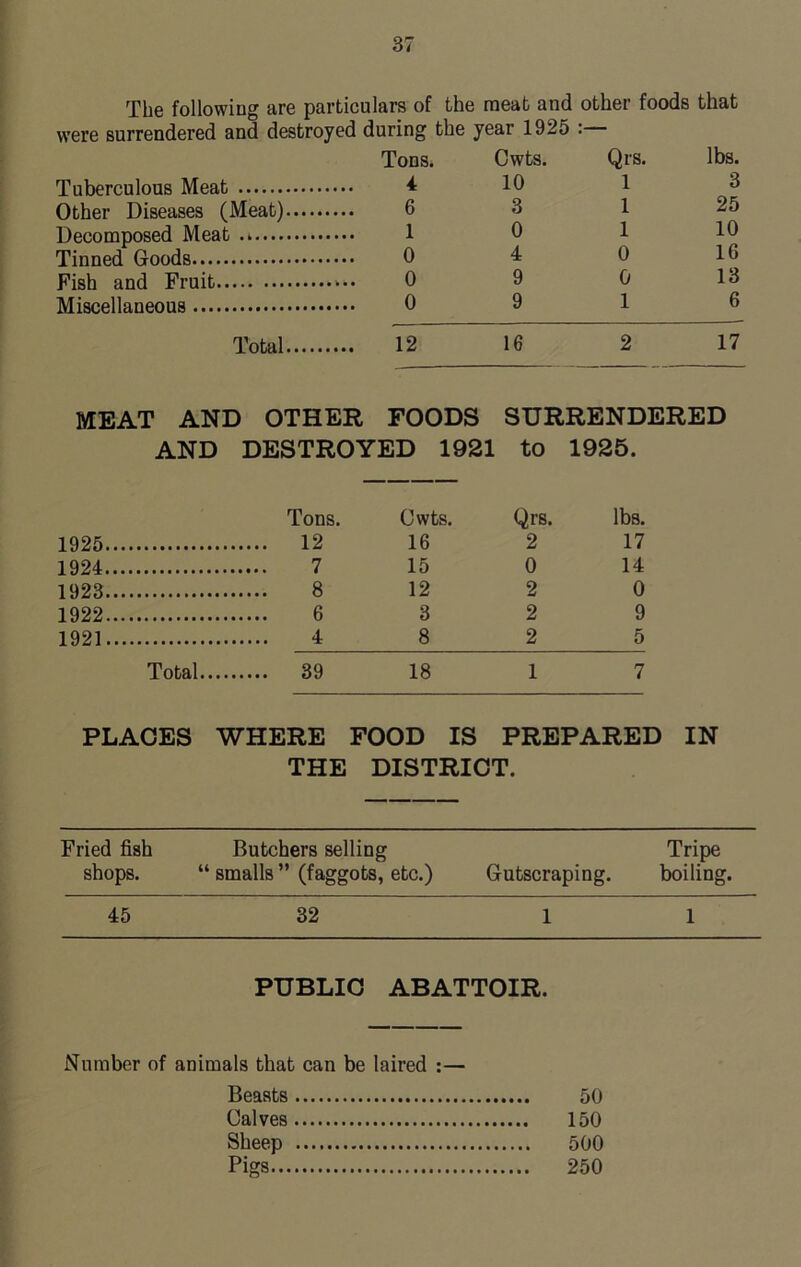 37
The following are particulars of the meat and other foods that
were surrendered and destroyed during the year 1925 :—
Tons. Cwts. Qrs. lbs.
Tuberculous Meat ................ 4 10 1 3
Other Diseases (Meat).......... 6 3 1 25
Decomposed Meat ................ 1 0 1 10
Tinned Goods...................... 0 4 0 16
Fish and Fruit..................... 0 9 0 13
Miscellaneous ...................... 0 9 1 6
Total.......... 12 16 2 17
MEAT AND OTHER FOODS SURRENDERED
AND DESTROYED 1921 to 1925.
Tons. Cwts. Qrs. lbs.
1925...................... 12 16 2 17
1924...................... 7 15 0 14
1923...................... 8 12 2 0
1922...................... 6 3 2 9
1921...................... 4 8 2 5
Total.......... 39 18 1 7
PLACES WHERE FOOD IS PREPARED IN
THE DISTRICT.
Fried fish Butchers selling Tripe
shops. “ smalls ” (faggots, etc.) Gutscraping. boiling.
45 32 1 1
PUBLIC ABATTOIR.
Number of animals that can be laired :—
Beasts ................................ 50
Calves ................................ 150
Sheep ................................ 500
Pigs................................... 250